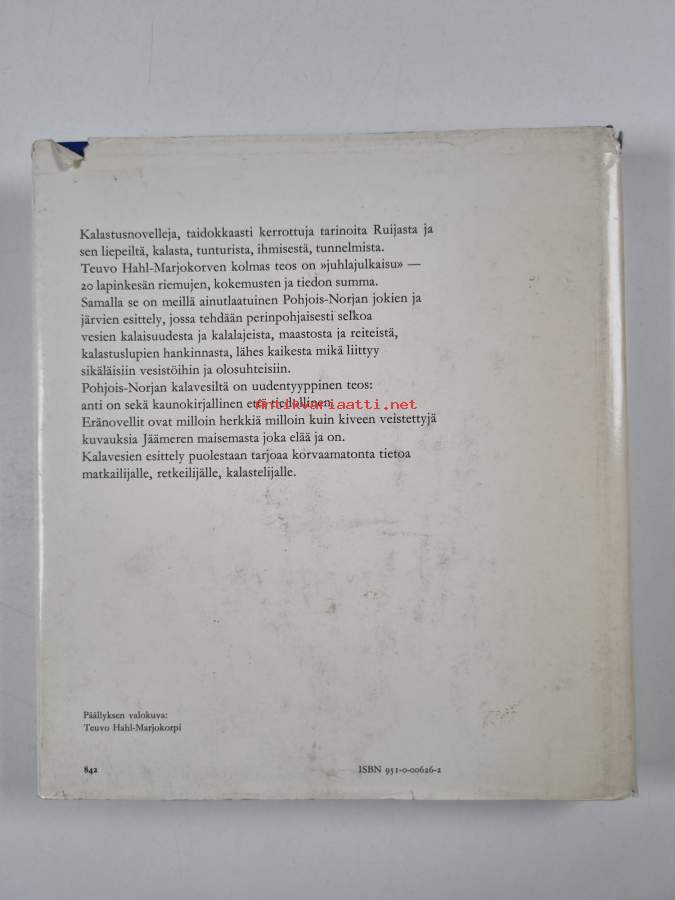 Kalastusnovelleja, taidokkaasti kerrottuja tarinoita Ruijasta ja
sen liepeiltä, kalasta, tunturista, ihmisestä, tunnelmista.
Teuvo Hahl-Marjokorven kolmas teos on »juhlajulkaisu» —
20 lapinkesän riemujen, kokemusten ja tiedon summa.
Samalla se on meillä ainutlaatuinen Pohjois-Norjan jokien ja
järvien esittely, jossa tehdään perinpohjaisesti selkoa
vesien kalaisuudesta ja kalalajeista, maastosta ja reiteistä,
kalastuslupien hankinnasta, lähes kaikesta mikä liittyy
sikäläisiin vesistöihin ja olosuhteisiin.
Pohjois-Norjan kalavesiltä on uudentyyppinen teos:
anti on sekä kaunokirjallinen että tiedollinen.
antikvariaatti.net
Eränovellit ovat milloin herkkiä milloin kuin kiveen veistettyjä
kuvauksia Jäämeren maisemasta joka elää ja on.
Kalavesien esittely puolestaan tarjoaa korvaamatonta tietoa
matkailijalle, retkeilijälle, kalastelijalle.
Päällyksen valokuva:
Teuvo Hahl-Marjokorpi
842 ISBN 951-0-00626-2